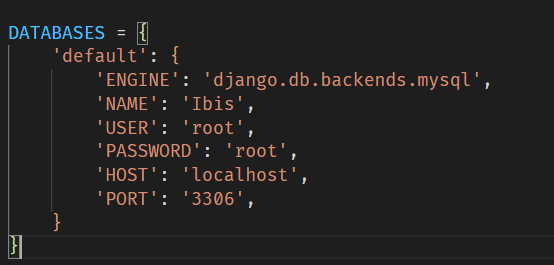 DATABASES = {
    'default': {
        'ENGINE': 'django.db.backends.mysql',
        'NAME': 'Ibis',
        'USER': 'root',
        'PASSWORD': 'root',
        'HOST': 'localhost',
        'PORT': '3306',
    }
}